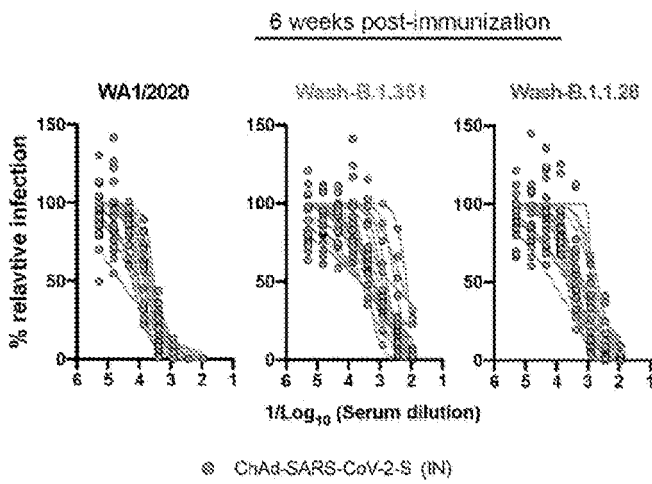 6 weeks post-immunization
WA1/2020
Wash-B.1.351
Wash-B.1.1.28
% relavtive infection
150
100
50
0
6 5 4 3 2 1
150
100
50
0
6 5 4 3 2 1
150
100
50
0
6 5 4 3 2 1
1/Log10 (Serum dilution)
ChAd-SARS-CoV-2-S (IN)